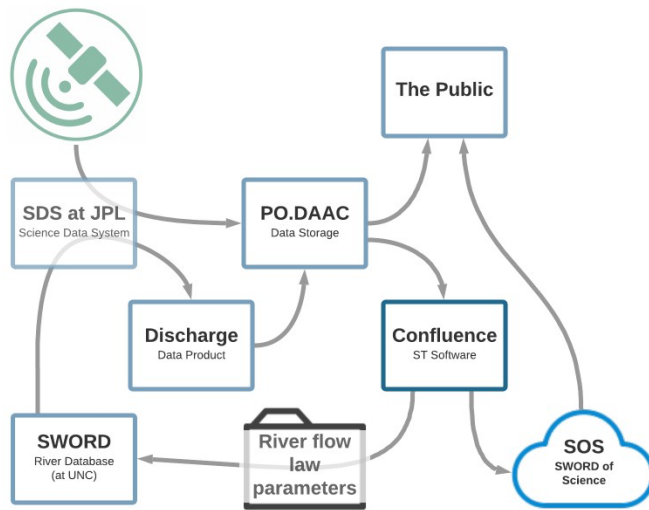 The Public
SDS at JPL
Science Data System
PO.DAAC
Data Storage
Discharge
Data Product
Confluence
ST Software
SWORD
River Database
(at UNC)
River flow
law
parameters
SOS
SWORD of
Science